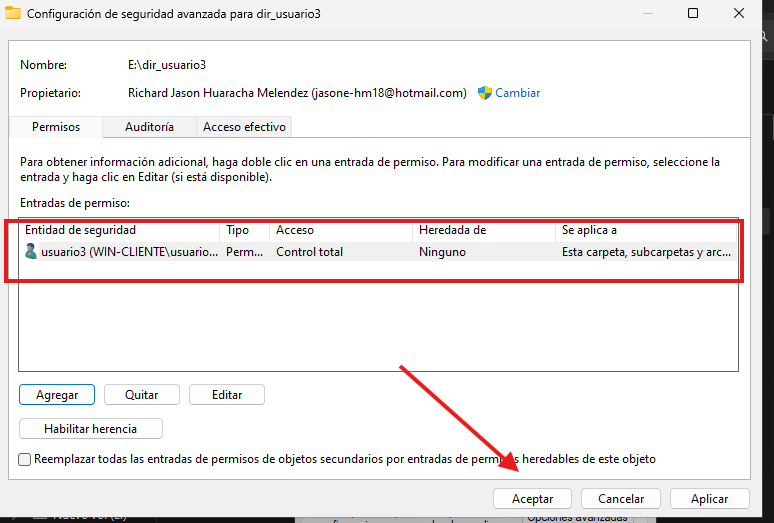 Configuración de seguridad avanzada para dir_usuario3
Nombre: E:\dir_usuario3
Propietario: Richard Jason Huaracha Melendez (jasone-hm18@hotmail.com) Cambiar
Permisos Auditoría Acceso efectivo
Para obtener información adicional, haga doble clic en una entrada de permiso. Para modificar una entrada de permiso, seleccione la
entrada y haga clic en Editar (si está disponible).
Entradas de permiso:
Entidad de seguridad Tipo Acceso Heredada de Se aplica a
usuario3 (WIN-CLIENTE\usuario... Perm... Control total Ninguno Esta carpeta, subcarpetas y arc...
Agregar Quitar Editar
Habilitar herencia
Reemplazar todas las entradas de permisos de objetos secundarios por entradas de permisos heredables de este objeto
Aceptar Cancelar Aplicar
Opciones avanzadas